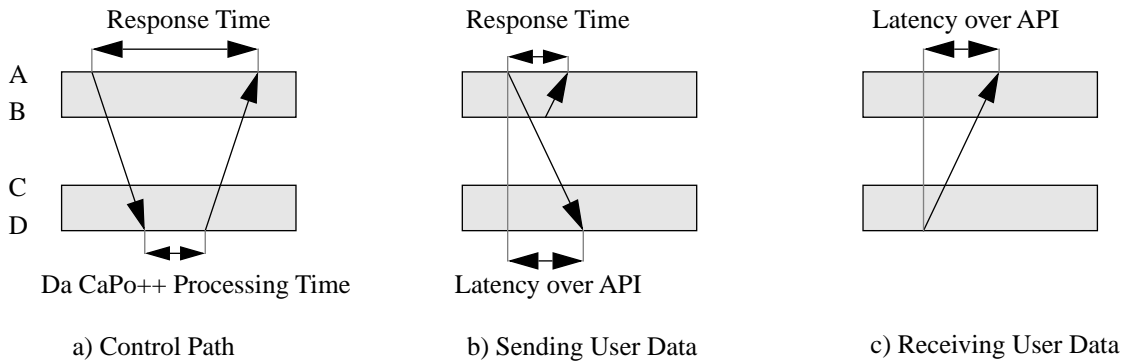 Response Time
Response Time
Latency over API
A
B
C
D
Da CaPo++ Processing Time
Latency over API
a) Control Path
b) Sending User Data
c) Receiving User Data